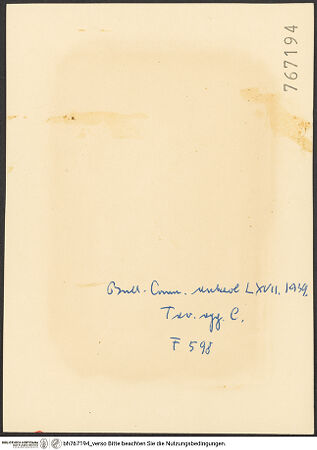 767194
Bull. Comm. archeol LXVII. 1939.
Tav. agg. C.
F 598
bh767194_verso Bitte beachten Sie die Nutzungsbedingungen.